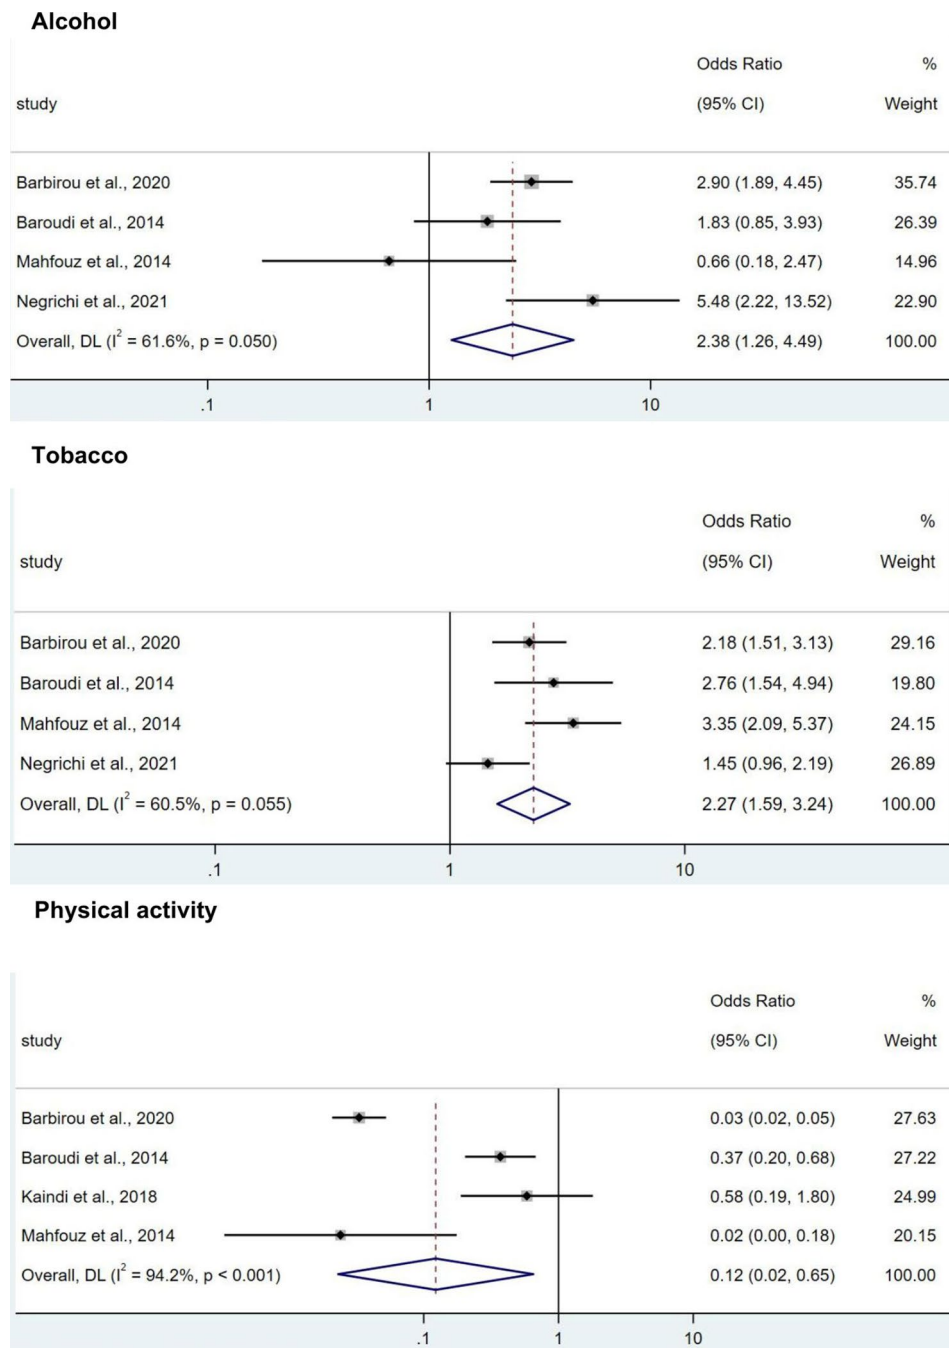 Alcohol
Odds Ratio %
study (95% CI) Weight
Barbirou et al., 2020 2.90 (1.89, 4.45) 35.74
Baroudi et al., 2014 1.83 (0.85, 3.93) 26.39
Mahfouz et al., 2014 0.66 (0.18, 2.47) 14.96
Negrichi et al., 2021 5.48 (2.22, 13.52) 22.90
Overall, DL (I² = 61.6%, p = 0.050) 2.38 (1.26, 4.49) 100.00
.1 1 10
Tobacco
Odds Ratio %
study (95% CI) Weight
Barbirou et al., 2020 2.18 (1.51, 3.13) 29.16
Baroudi et al., 2014 2.76 (1.54, 4.94) 19.80
Mahfouz et al., 2014 3.35 (2.09, 5.37) 24.15
Negrichi et al., 2021 1.45 (0.96, 2.19) 26.89
Overall, DL (I² = 60.5%, p = 0.055) 2.27 (1.59, 3.24) 100.00
.1 1 10
Physical activity
Odds Ratio %
study (95% CI) Weight
Barbirou et al., 2020 0.03 (0.02, 0.05) 27.63
Baroudi et al., 2014 0.37 (0.20, 0.68) 27.22
Kaindi et al., 2018 0.58 (0.19, 1.80) 24.99
Mahfouz et al., 2014 0.02 (0.00, 0.18) 20.15
Overall, DL (I² = 94.2%, p < 0.001) 0.12 (0.02, 0.65) 100.00
.1 1 10